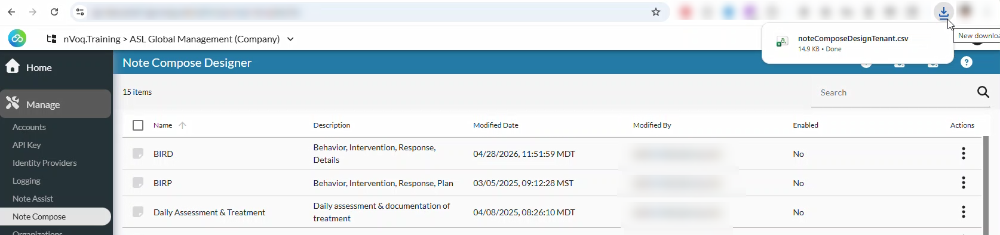 noteComposeDesignTenant.csv
14.9 KB • Done
New downloa
nVoq.Training > ASL Global Management (Company)
Home
Manage
Accounts
API Key
Identity Providers
Logging
Note Assist
Note Compose
Organizations
Note Compose Designer
15 items
Search
Name Description Modified Date Modified By Enabled Actions
BIRD Behavior, Intervention, Response, 04/28/2026, 11:51:59 MDT No
Details
BIRP Behavior, Intervention, Response, Plan 03/05/2025, 09:12:28 MST No
Daily Assessment & Treatment Daily assessment & documentation of 04/08/2025, 08:26:10 MDT No
treatment